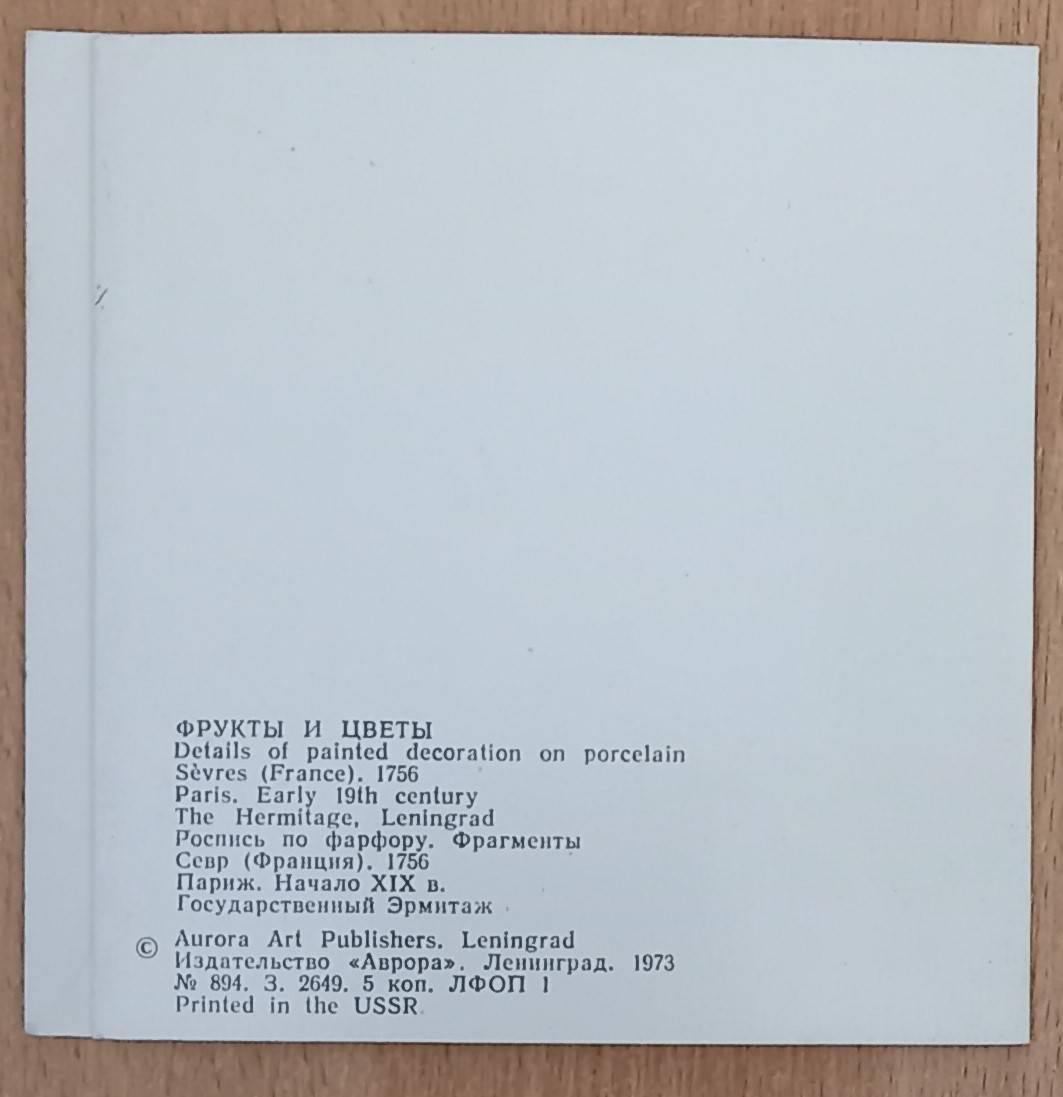 ФРУКТЫ И ЦВЕТЫ
Details of painted decoration on porcelain
Sèvres (France). 1756
Paris. Early 19th century
The Hermitage, Leningrad
Роспись по фарфору. Фрагменты
Севр (Франция). 1756
Париж. Начало XIX в.
Государственный Эрмитаж
© Aurora Art Publishers. Leningrad
Издательство «Аврора». Ленинград. 1973
№ 894. З. 2649. 5 коп. ЛФОП 1
Printed in the USSR